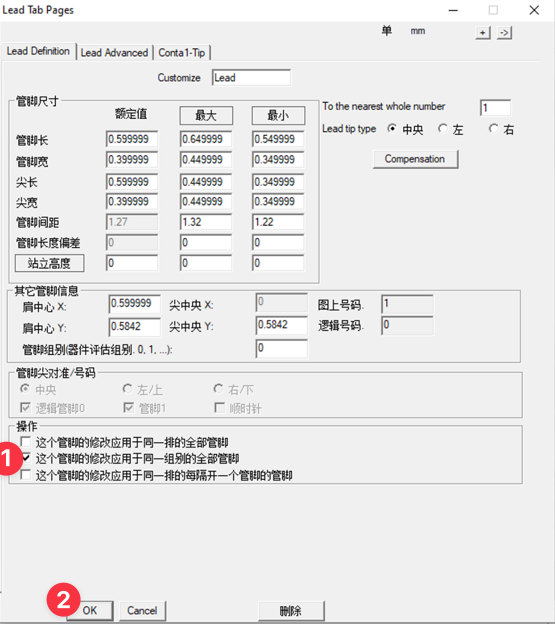 Lead Tab Pages
单 mm + ->
Lead Definition Lead Advanced Conta1-Tip
Customize Lead
管脚尺寸
额定值 最大 最小
To the nearest whole number 1
Lead tip type 中央 左 右
Compensation
管脚长 0.599999 0.649999 0.549999
管脚宽 0.399999 0.449999 0.349999
尖长 0.599999 0.449999 0.349999
尖宽 0.399999 0.449999 0.349999
管脚间距 1.27 1.32 1.22
管脚长度偏差 0 0 0
站立高度 0 0 0
其它管脚信息
肩中心 X: 0.599999 尖中央 X: 0 图上号码. 1
肩中心 Y: 0.5842 尖中央 Y: 0.5842 逻辑号码. 0
管脚组别(器件评估组别. 0, 1, ...): 0
管脚尖对准/号码
中央 左/上 右/下
逻辑管脚0 管脚1 顺时针
操作
这个管脚的修改应用于同一排的全部管脚
1 这个管脚的修改应用于同一组别的全部管脚
这个管脚的修改应用于同一排的每隔开一个管脚的管脚
2 OK Cancel 删除